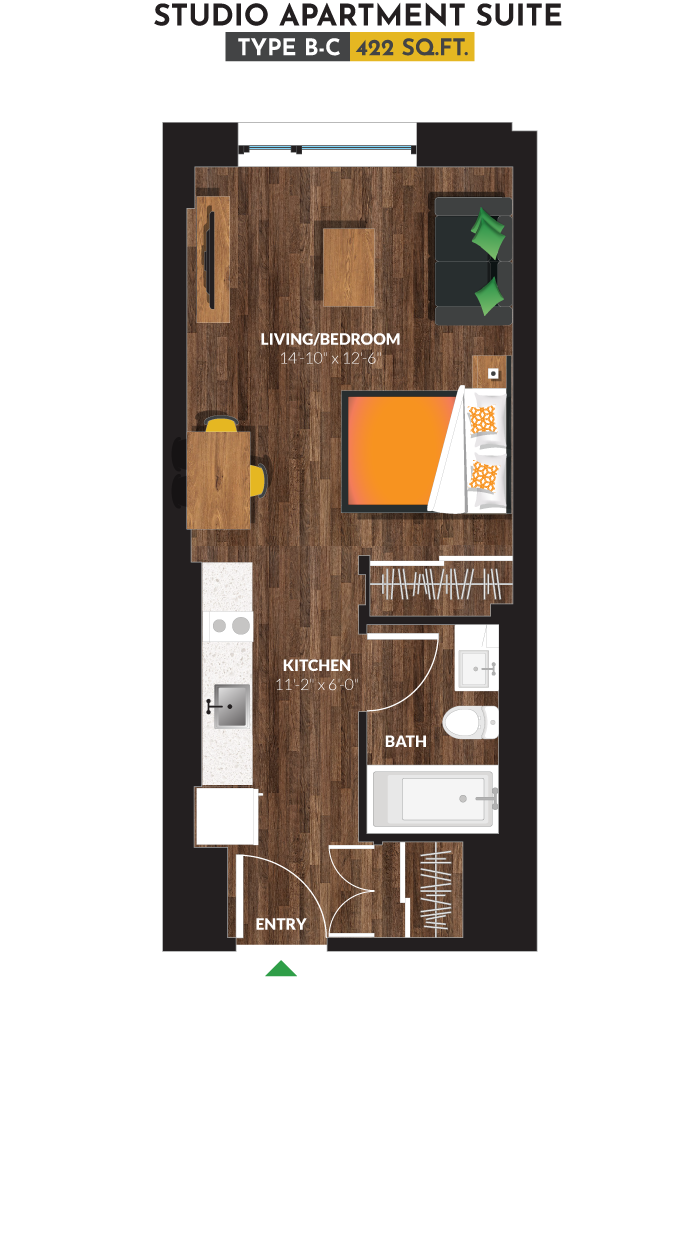 STUDIO APARTMENT SUITE
TYPE B-C 422 SQ.FT.
LIVING/BEDROOM
14'-10" x 12'-6"
KITCHEN
11'-2" x 6'-0"
BATH
ENTRY